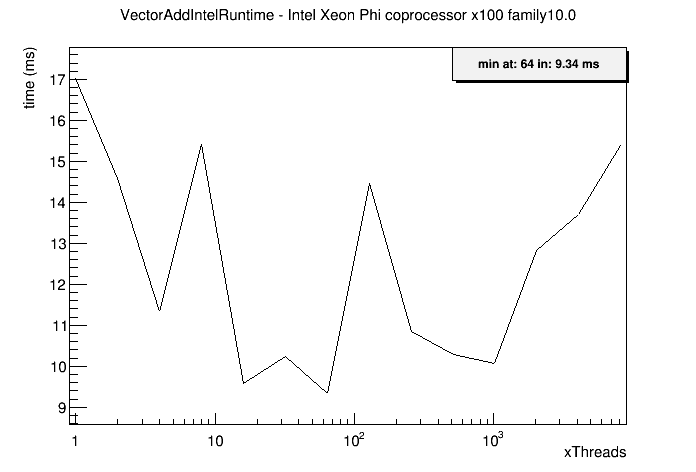 VectorAddIntelRuntime - Intel Xeon Phi coprocessor x100 family10.0
min at: 64 in: 9.34 ms
time (ms)
17
16
15
14
13
12
11
10
9
1 10 10² 10³
xThreads